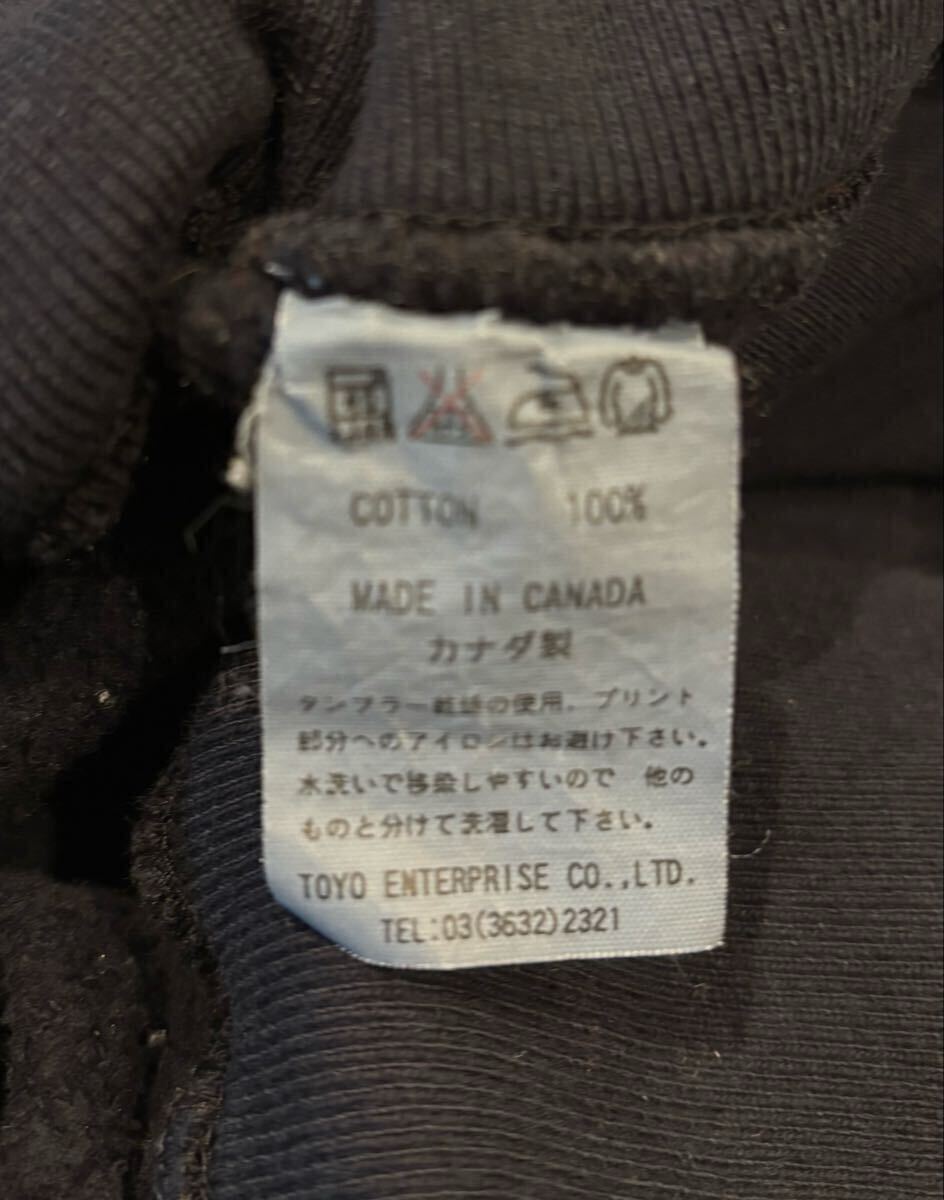 COTTON 100%
MADE IN CANADA
カナダ製
タンブラー乾燥の使用、プリント
部分へのアイロンはお避け下さい。
水洗いで移染しやすいので 他の
ものと分けて洗濯して下さい。
TOYO ENTERPRISE CO.,LTD.
TEL:03(3632)2321